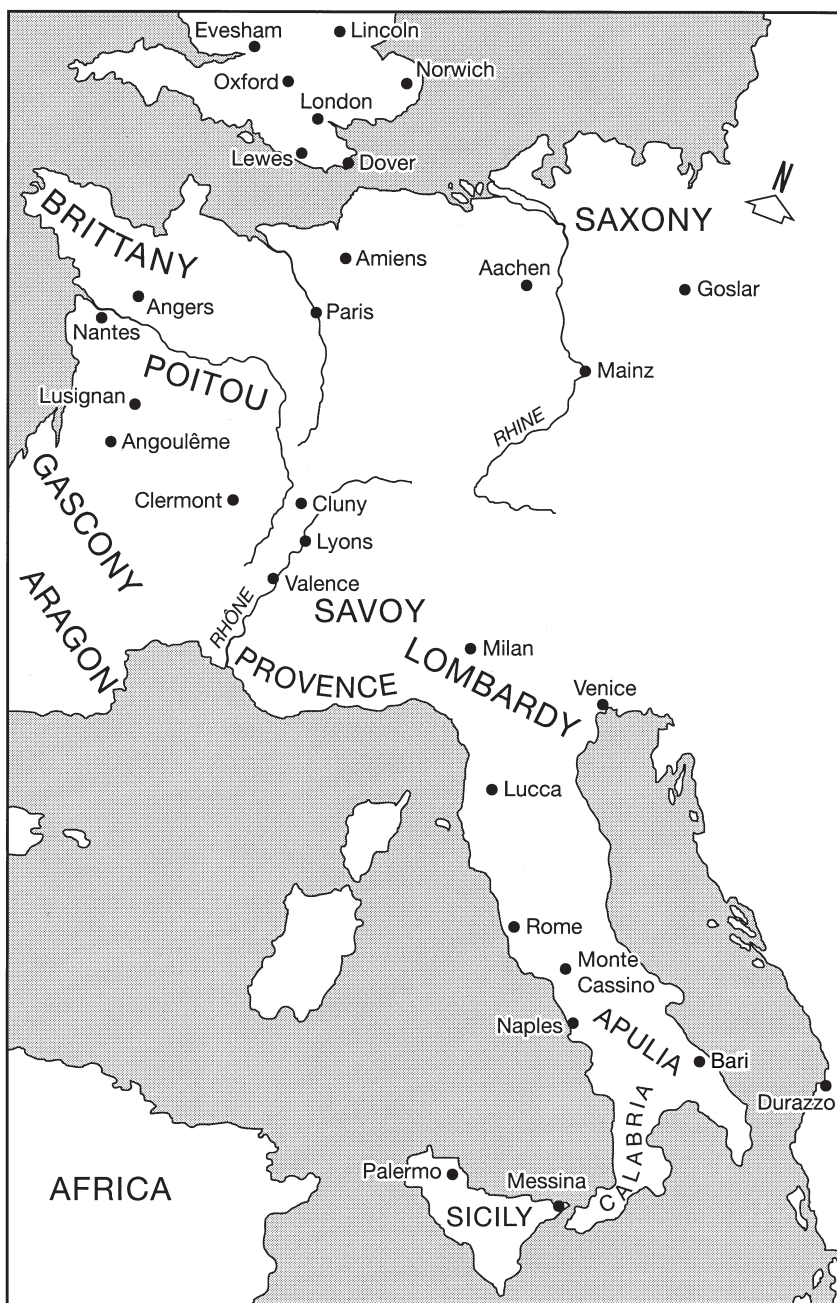 Evesham
Lincoln
Oxford
Norwich
London
Lewes
Dover
N
BRITTANY
SAXONY
Amiens
Aachen
Goslar
Angers
Paris
Nantes
POITOU
Mainz
Lusignan
RHINE
Angoulême
GASCONY
Clermont
Cluny
Lyons
ARAGON
Valence
RHÔNE
SAVOY
Milan
PROVENCE
LOMBARDY
Venice
Lucca
Rome
Monte
Cassino
Naples
APULIA
Bari
Durazzo
CALABRIA
Palermo
Messina
AFRICA
SICILY